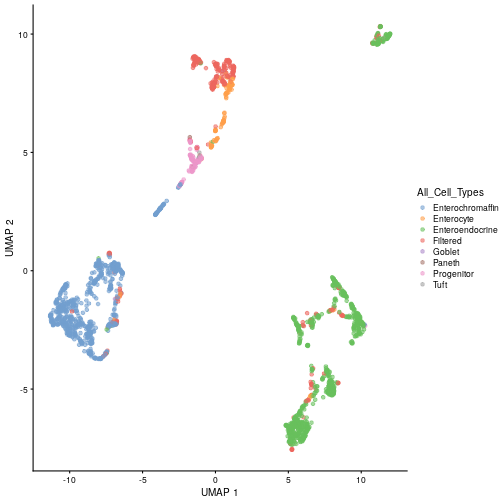 10
5
0
-5
-10
-5
0
5
10
UMAP 1
UMAP 2
All_Cell_Types
Enterochromaffin
Enterocyte
Enteroendocrine
Filtered
Goblet
Paneth
Progenitor
Tuft